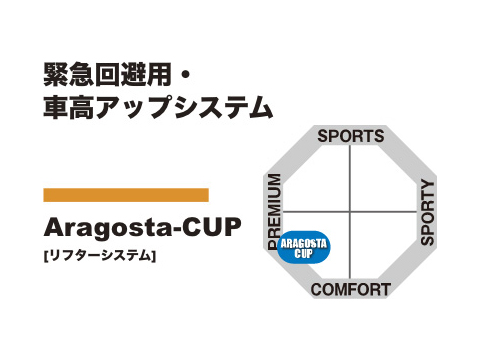 緊急回避用・
車高アップシステム
Aragosta-CUP
[リフターシステム]
SPORTS
PREMIUM
SPORTY
ARAGOSTA
CUP
COMFORT